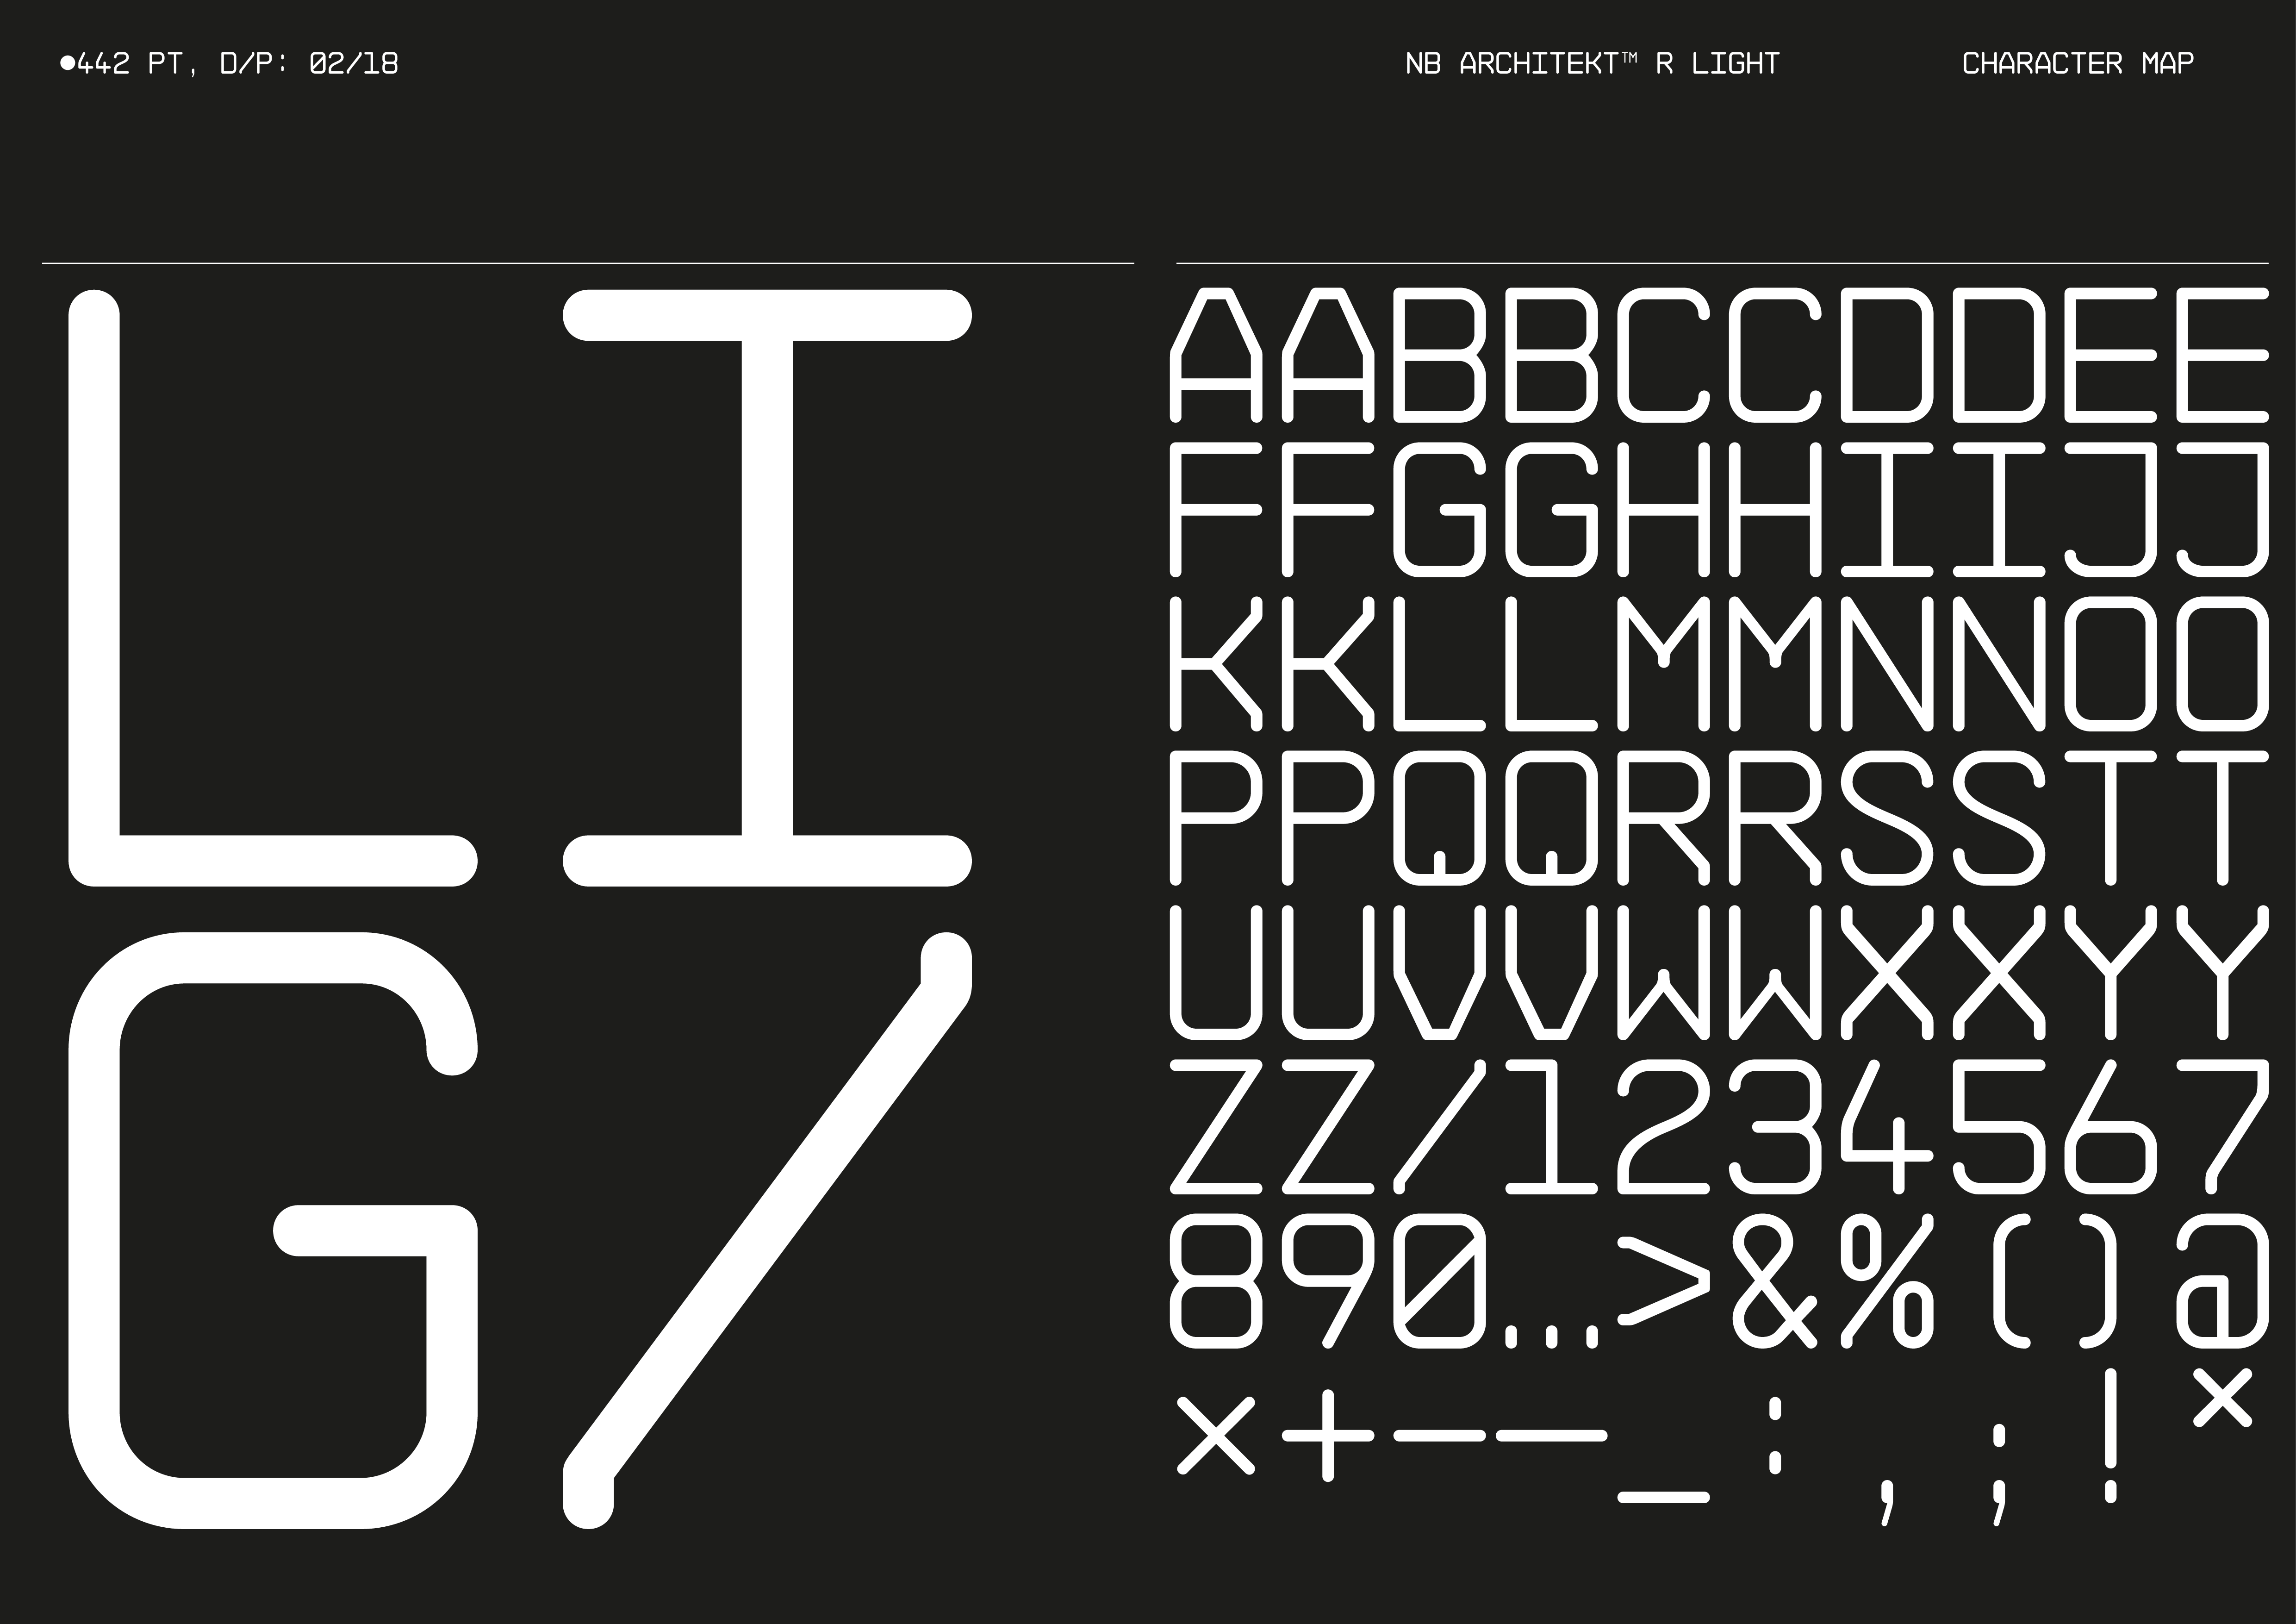 ●442 PT, D/P: 02/18
NB ARCHITEKT™ R LIGHT
CHARACTER MAP
LI
G/
AABBCCDDEE
FFGGHHIIJJ
KKLLMMNNOO
PPQQRRSSTT
UUVVWWXXYY
ZZ/1234567
890…>&%()@
×+–—_:,;!*